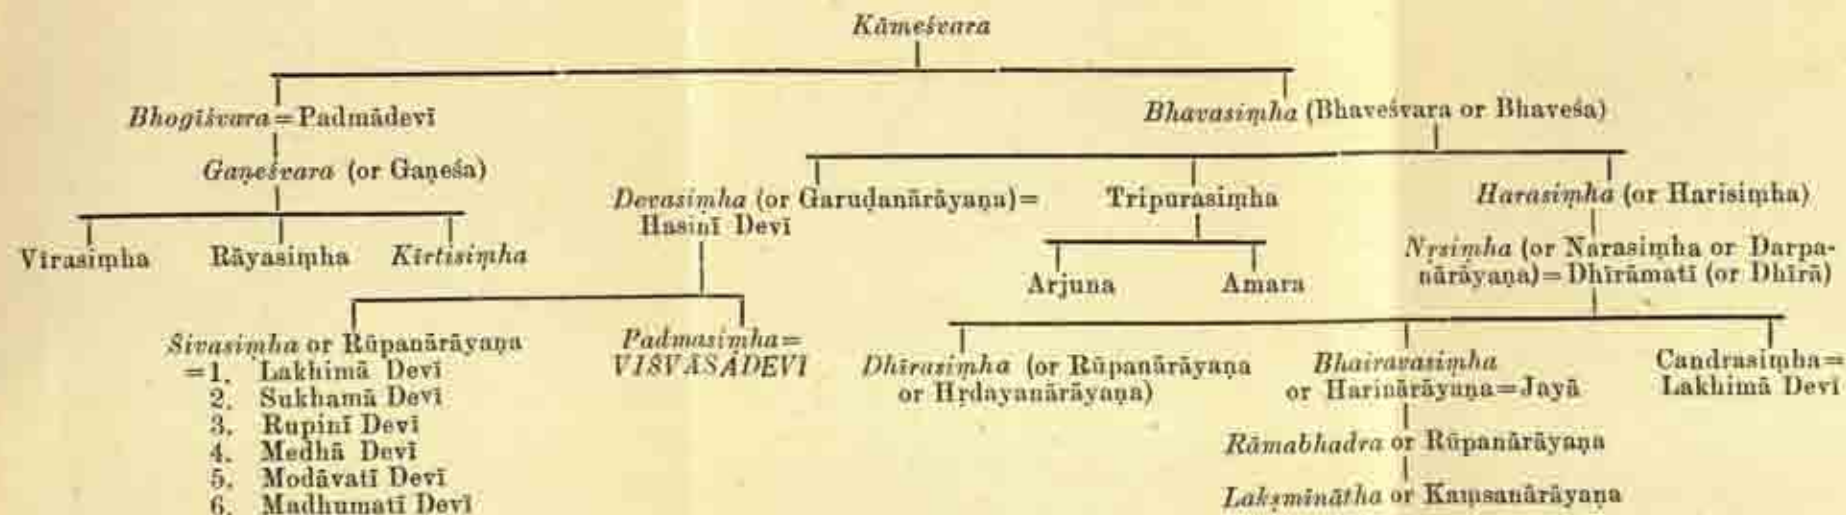 Kāmeśvara
Bhogīśvara=Padmādevī
Bhavasiṃha (Bhaveśvara or Bhaveśa)
Gaṇeśvara (or Gaṇeśa)
Devasiṃha (or Garuḍanārāyaṇa)=
Hasinī Devī
Tripurasiṃha
Harasiṃha (or Harisiṃha)
Vīrasiṃha
Rāyasiṃha
Kīrtisiṃha
Arjuna
Amara
Nṛsiṃha (or Narasiṃha or Darpa-
nārāyaṇa)=Dhīrāmatī (or Dhīrā)
Śivasiṃha or Rūpanārāyaṇa
=1. Lakhimā Devī
2. Sukhamā Devī
3. Rupinī Devī
4. Medhā Devī
5. Modāvatī Devī
6. Madhumatī Devī
Padmasiṃha=
VIŚVĀSĀDEVĪ
Dhīrasiṃha (or Rūpanārāyaṇa
or Hṛdayanārāyaṇa)
Bhairavasiṃha
or Harinārāyaṇa=Jayā
Candrasiṃha=
Lakhimā Devī
Rāmabhadra or Rūpanārāyaṇa
Lakṣmīnātha or Kaṃsanārāyaṇa